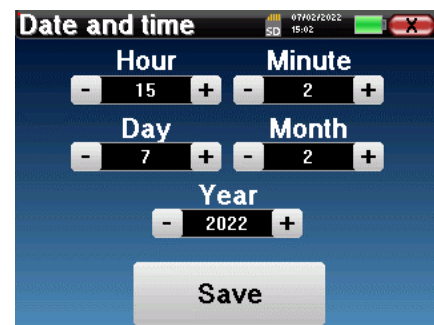 Date and time SD 07/02/2022 15:02 X
Hour Minute
- 15 + - 2 +
Day Month
- 7 + - 2 +
Year
- 2022 +
Save